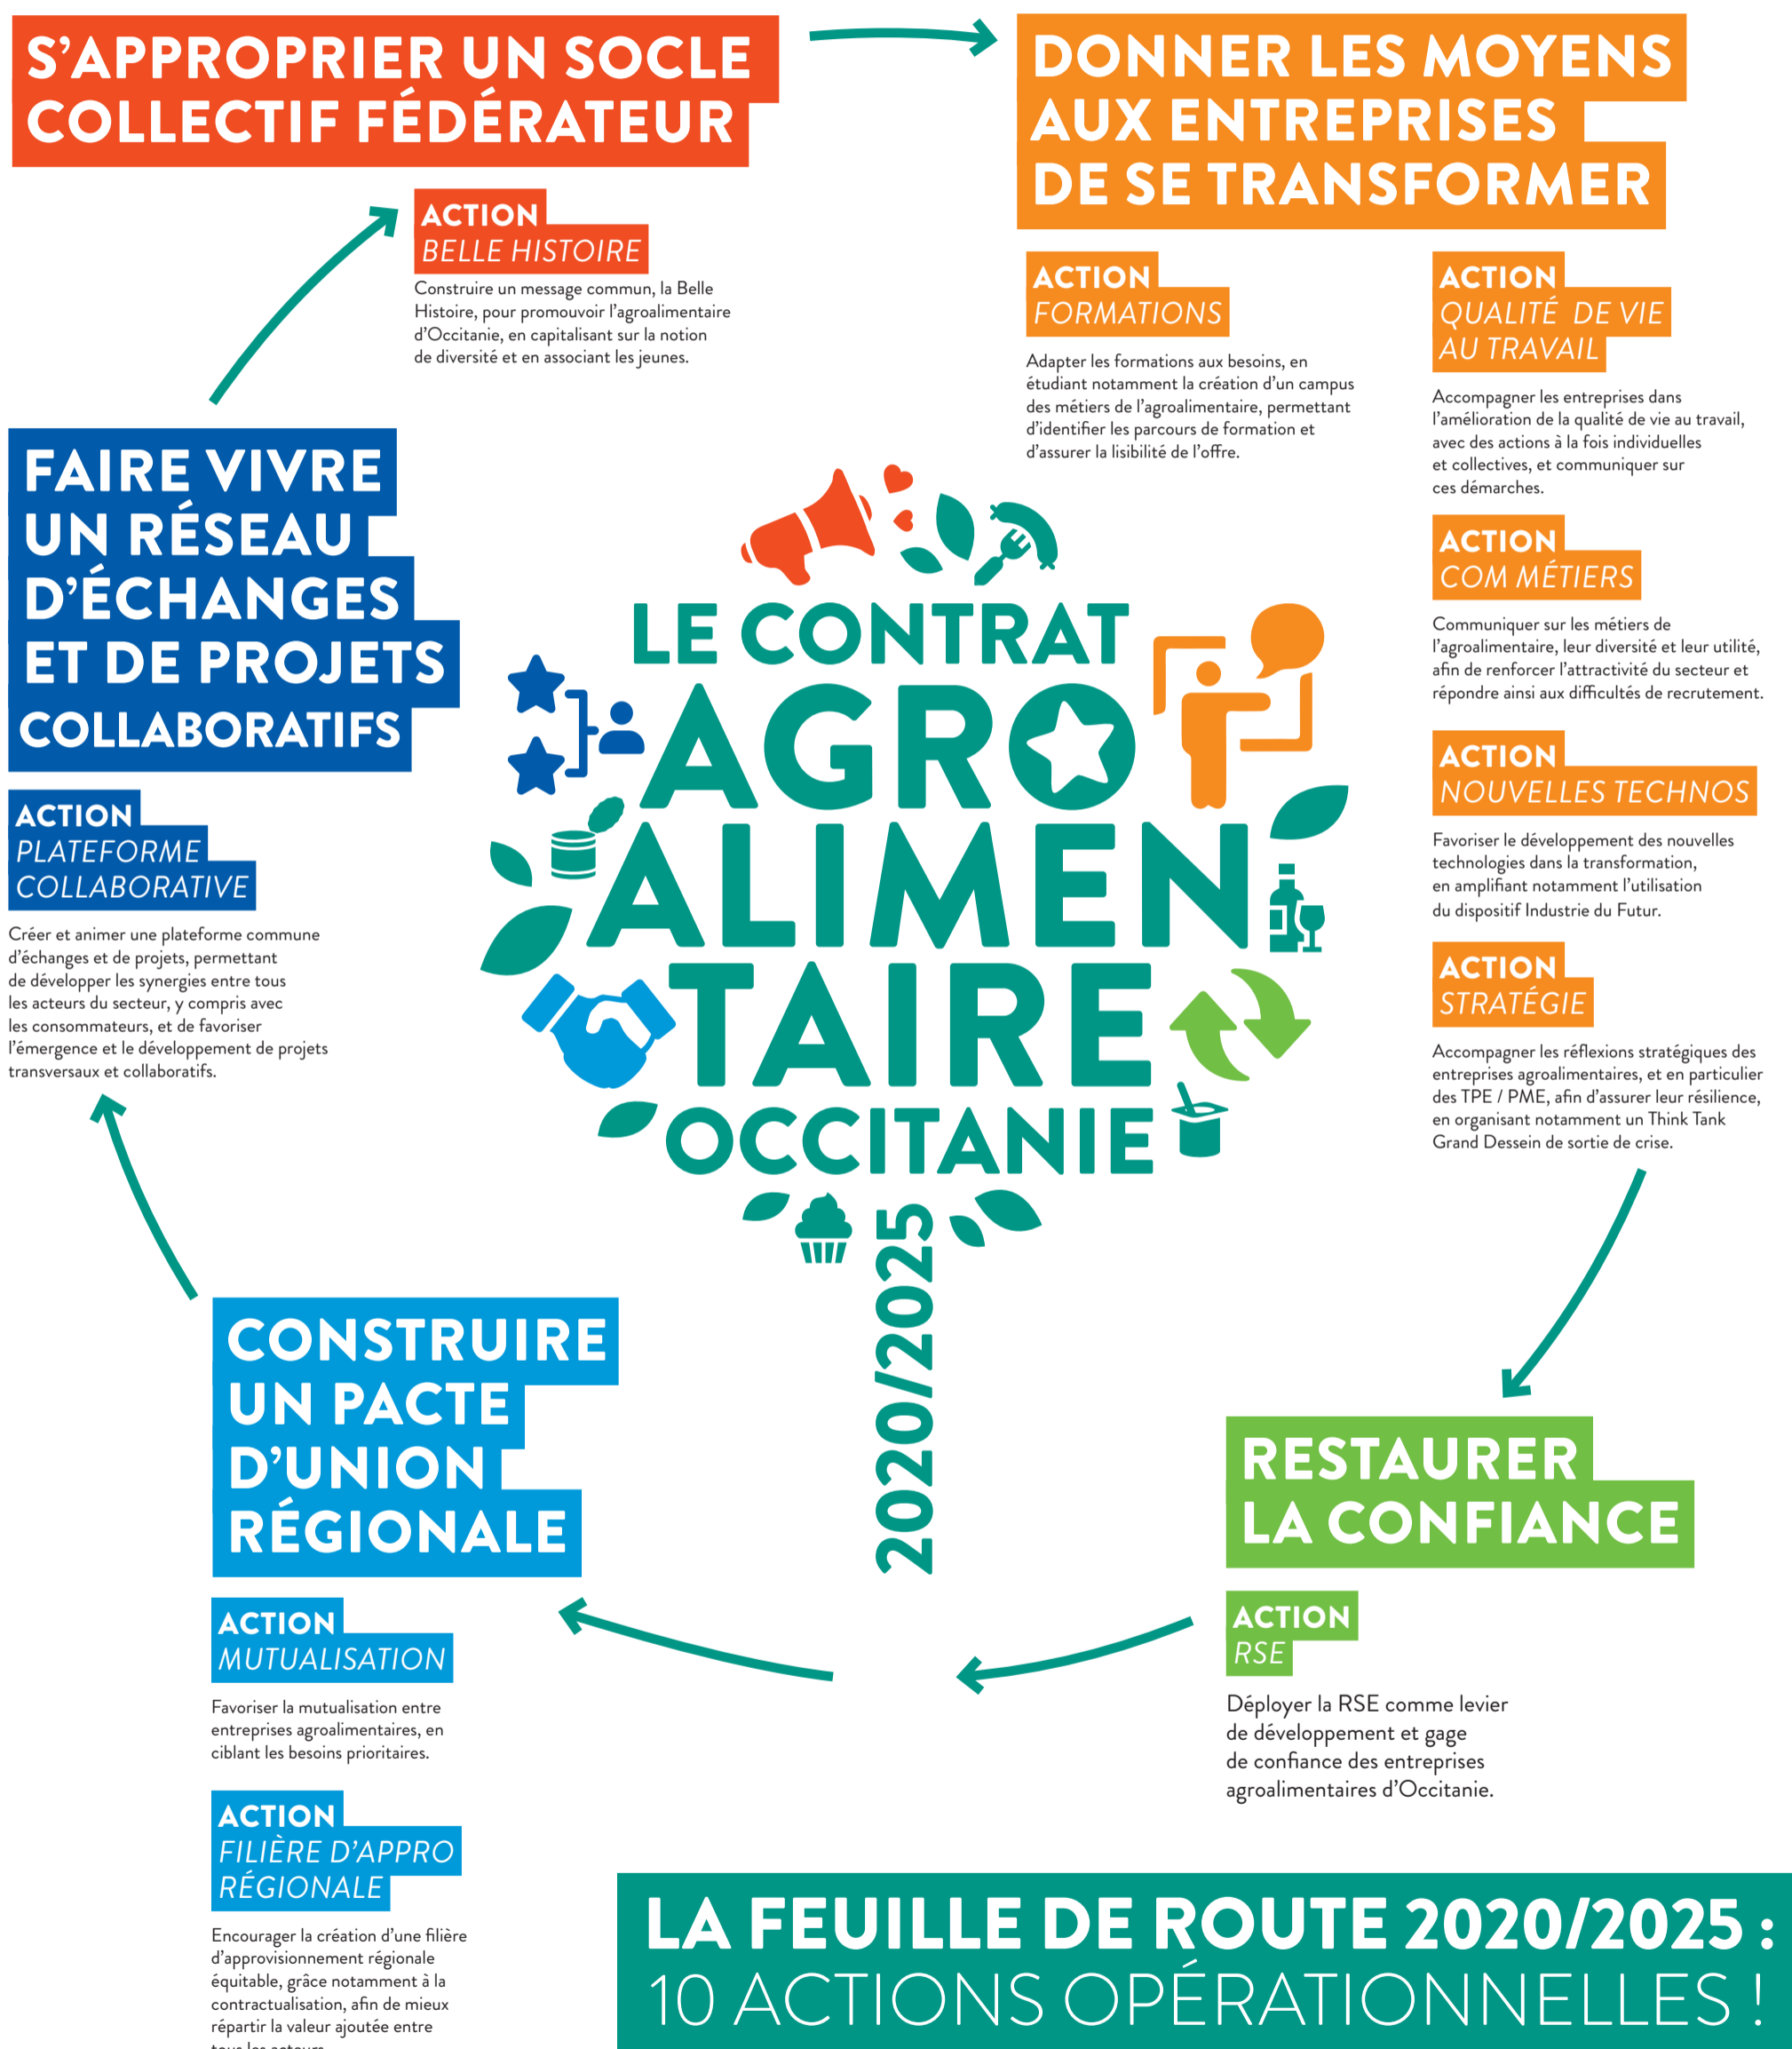 S'APPROPRIER UN SOCLE
COLLECTIF FÉDÉRATEUR
ACTION
BELLE HISTOIRE
Construire un message commun, la Belle
Histoire, pour promouvoir l'agroalimentaire
d'Occitanie, en capitalisant sur la notion
de diversité et en associant les jeunes.
DONNER LES MOYENS
AUX ENTREPRISES
DE SE TRANSFORMER
ACTION
FORMATIONS
Adapter les formations aux besoins, en
étudiant notamment la création d'un campus
des métiers de l'agroalimentaire, permettant
d'identifier les parcours de formation et
d'assurer la lisibilité de l'offre.
ACTION
QUALITÉ DE VIE
AU TRAVAIL
Accompagner les entreprises dans
l'amélioration de la qualité de vie au travail,
avec des actions à la fois individuelles
et collectives, et communiquer sur
ces démarches.
ACTION
COM MÉTIERS
Communiquer sur les métiers de
l'agroalimentaire, leur diversité et leur utilité,
afin de renforcer l'attractivité du secteur et
répondre ainsi aux difficultés de recrutement.
ACTION
NOUVELLES TECHNOS
Favoriser le développement des nouvelles
technologies dans la transformation,
en amplifiant notamment l'utilisation
du dispositif Industrie du Futur.
ACTION
STRATÉGIE
Accompagner les réflexions stratégiques des
entreprises agroalimentaires, et en particulier
des TPE / PME, afin d'assurer leur résilience,
en organisant notamment un Think Tank
Grand Dessein de sortie de crise.
FAIRE VIVRE
UN RÉSEAU
D'ÉCHANGES
ET DE PROJETS
COLLABORATIFS
ACTION
PLATEFORME
COLLABORATIVE
Créer et animer une plateforme commune
d'échanges et de projets, permettant
de développer les synergies entre tous
les acteurs du secteur, y compris avec
les consommateurs, et de favoriser
l'émergence et le développement de projets
transversaux et collaboratifs.
LE CONTRAT
AGRO
ALIMEN
TAIRE
OCCITANIE
2020/2025
CONSTRUIRE
UN PACTE
D'UNION
RÉGIONALE
ACTION
MUTUALISATION
Favoriser la mutualisation entre
entreprises agroalimentaires, en
ciblant les besoins prioritaires.
ACTION
FILIÈRE D'APPRO
RÉGIONALE
Encourager la création d'une filière
d'approvisionnement régionale
équitable, grâce notamment à la
contractualisation, afin de mieux
répartir la valeur ajoutée entre
tous les acteurs.
RESTAURER
LA CONFIANCE
ACTION
RSE
Déployer la RSE comme levier
de développement et gage
de confiance des entreprises
agroalimentaires d'Occitanie.
LA FEUILLE DE ROUTE 2020/2025 :
10 ACTIONS OPÉRATIONNELLES !